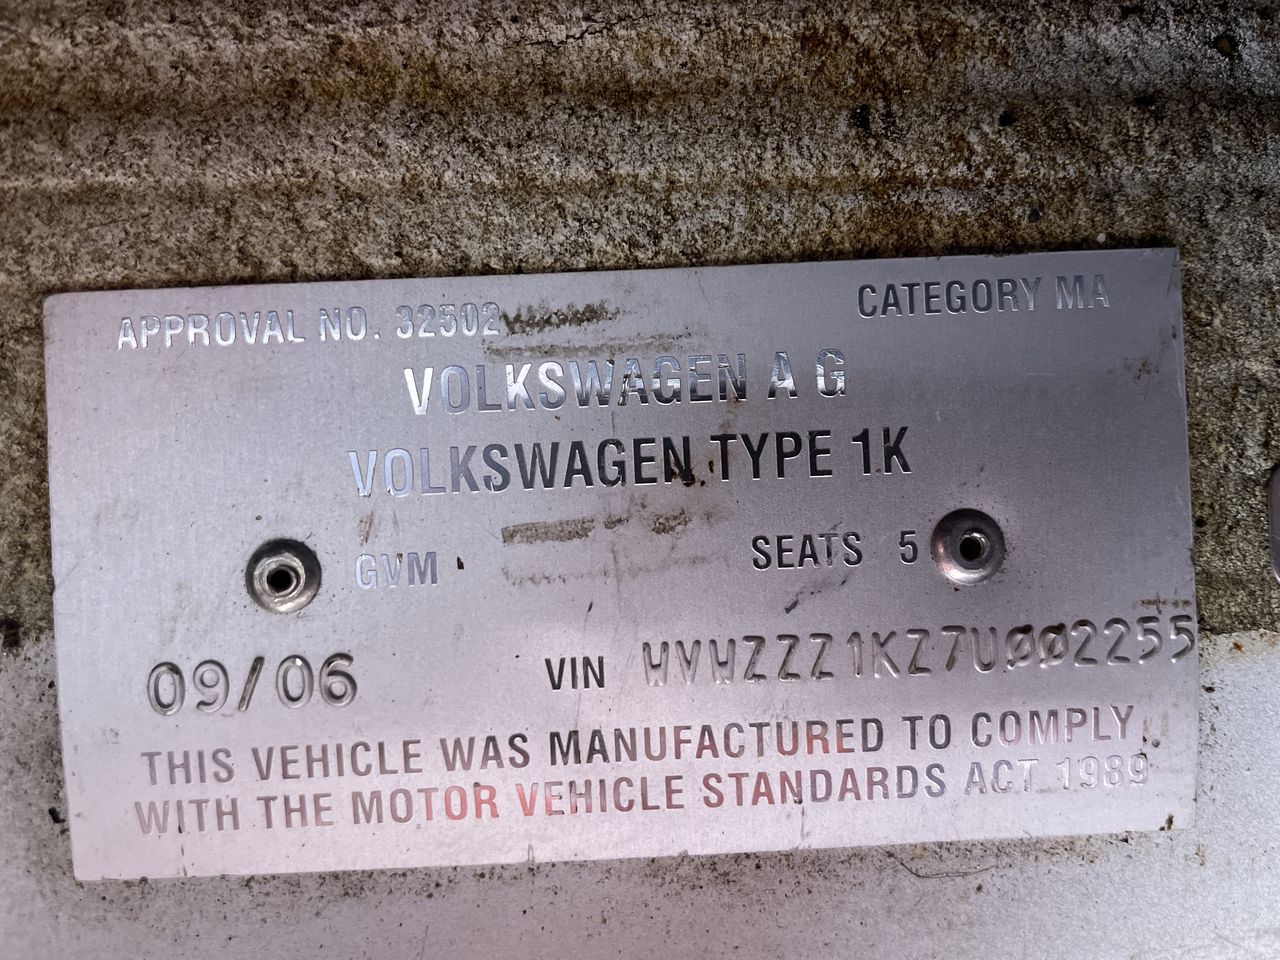 APPROVAL NO. 32502 CATEGORY MA
VOLKSWAGEN A G
VOLKSWAGEN TYPE 1K
GVM SEATS 5
09/06 VIN WVWZZZ1KZ7U002255
THIS VEHICLE WAS MANUFACTURED TO COMPLY
WITH THE MOTOR VEHICLE STANDARDS ACT 1989